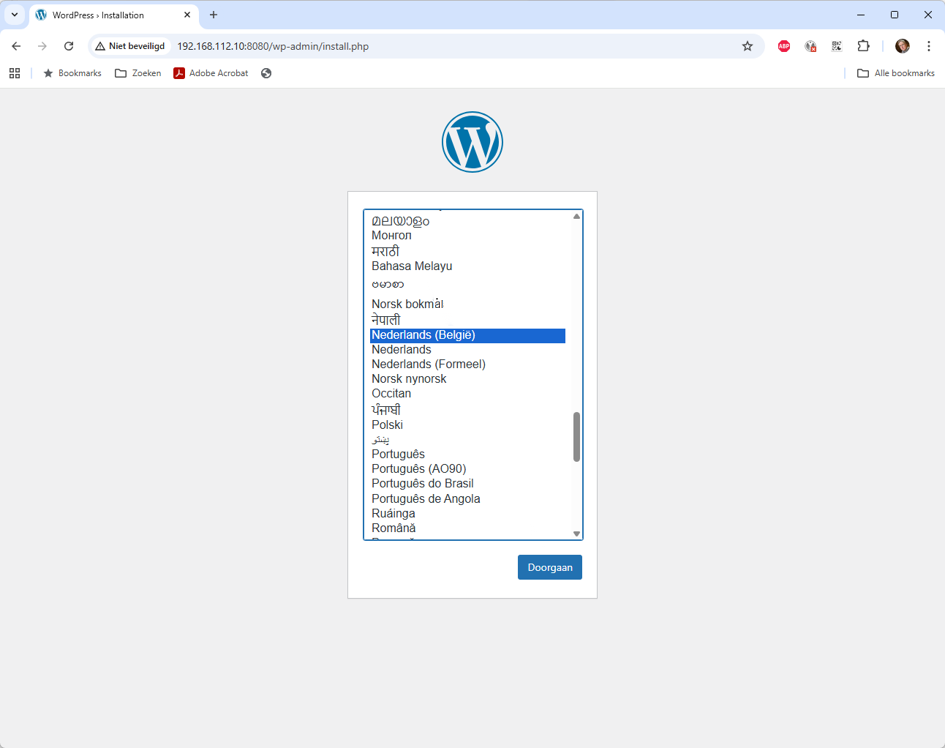 WordPress › Installation
Niet beveiligd
192.168.112.10:8080/wp-admin/install.php
ABP
Bookmarks
Zoeken
Adobe Acrobat
Alle bookmarks
മലയാളം
Монгол
मराठी
Bahasa Melayu
ဗမာစာ
Norsk bokmål
नेपाली
Nederlands (België)
Nederlands
Nederlands (Formeel)
Norsk nynorsk
Occitan
ਪੰਜਾਬੀ
Polski
پښتو
Português
Português (AO90)
Português do Brasil
Português de Angola
Ruáinga
Română
Doorgaan